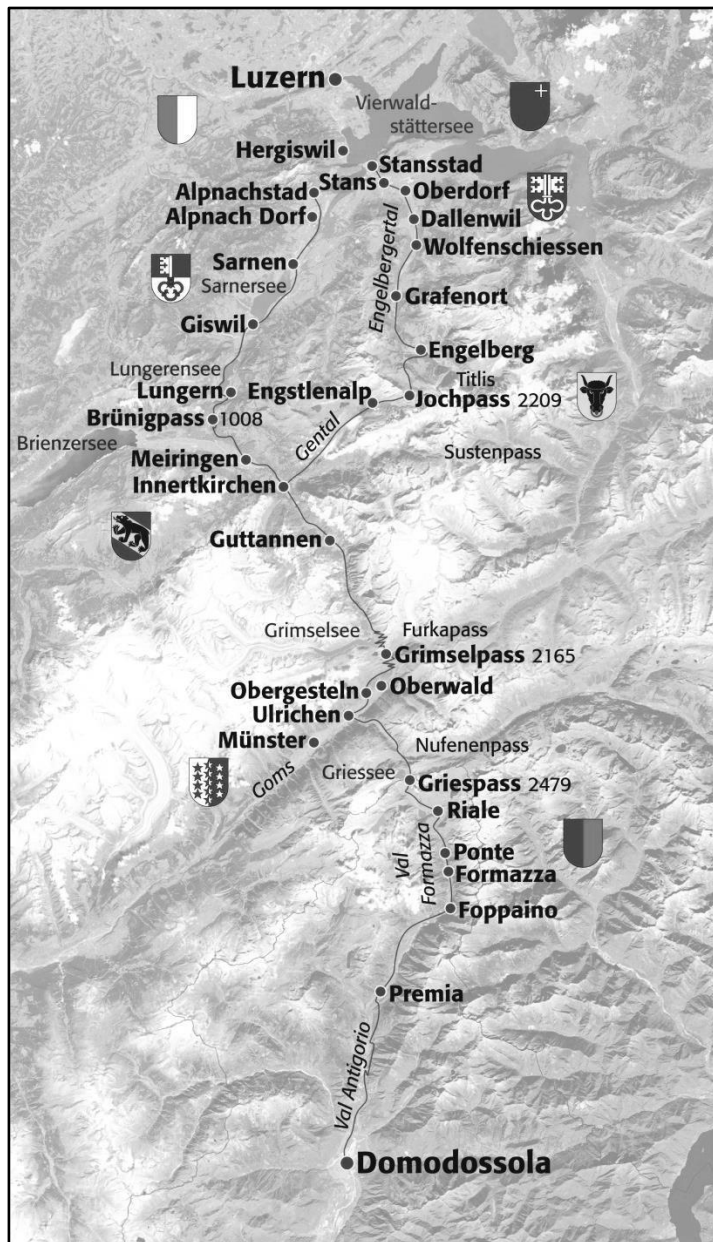 Luzern
Vierwald-
stättersee
Hergiswil
Stansstad
Stans
Oberdorf
Alpnachstad
Alpnach Dorf
Dallenwil
Wolfenschiessen
Engelbergertal
Sarnen
Sarnersee
Grafenort
Giswil
Engelberg
Lungerensee
Titlis
Lungern
Engstlenalp
Jochpass 2209
Brünigpass 1008
Gental
Brienzersee
Sustenpass
Meiringen
Innertkirchen
Guttannen
Grimselsee
Furkapass
Grimselpass 2165
Obergesteln
Oberwald
Ulrichen
Münster
Goms
Nufenenpass
Griessee
Griespass 2479
Riale
Val
Formazza
Ponte
Formazza
Foppaino
Premia
Val Antigorio
Domodossola